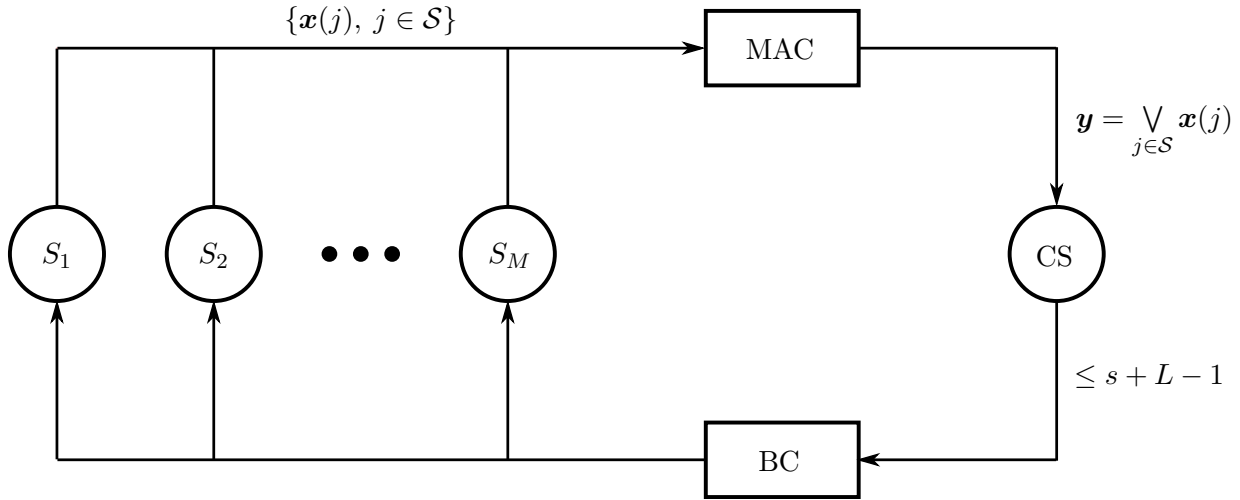 {x(j), j ∈ S}
MAC
y = ⋁ x(j)
j∈S
S_1
S_2
S_M
CS
≤ s + L − 1
BC